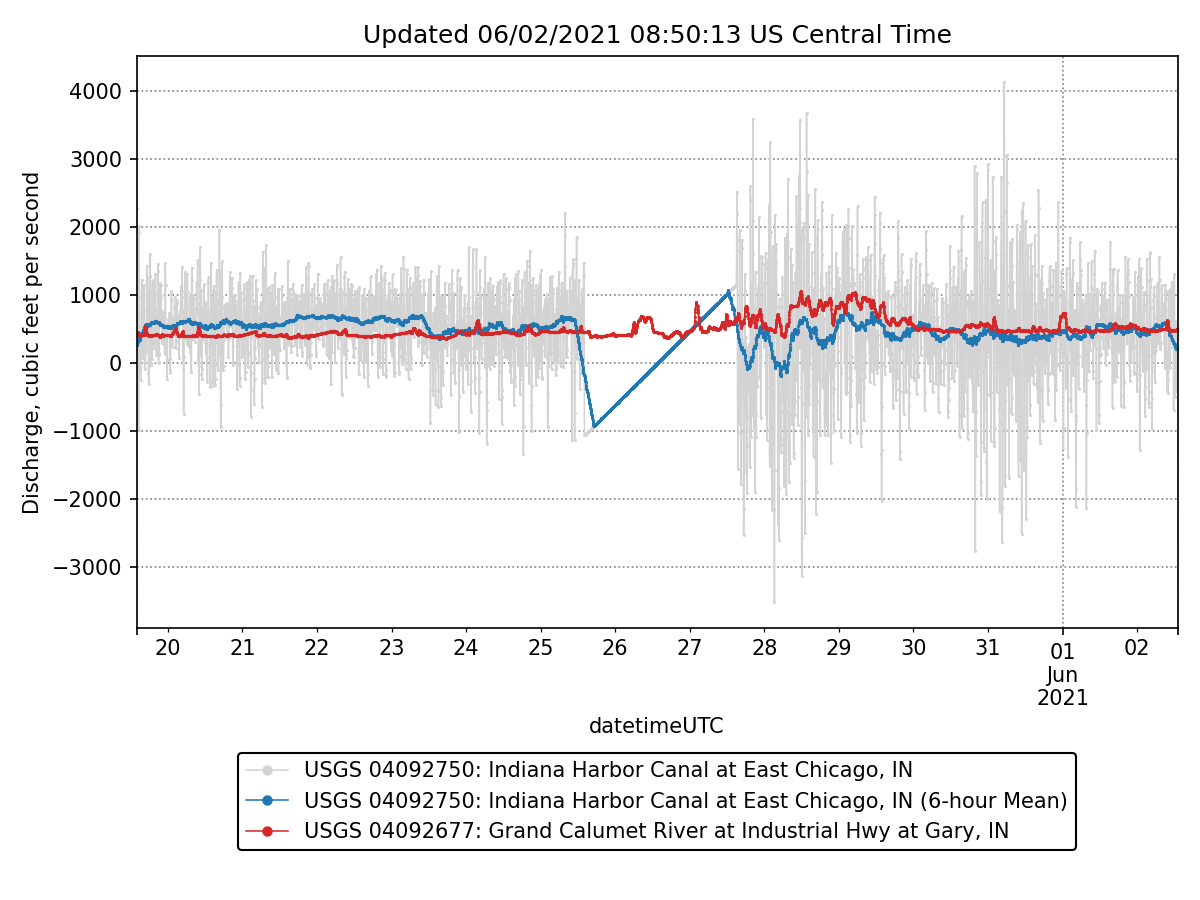 Updated 06/02/2021 08:50:13 US Central Time
Discharge, cubic feet per second
4000
3000
2000
1000
0
−1000
−2000
−3000
20 21 22 23 24 25 26 27 28 29 30 31 01 02
Jun
2021
datetimeUTC
USGS 04092750: Indiana Harbor Canal at East Chicago, IN
USGS 04092750: Indiana Harbor Canal at East Chicago, IN (6-hour Mean)
USGS 04092677: Grand Calumet River at Industrial Hwy at Gary, IN